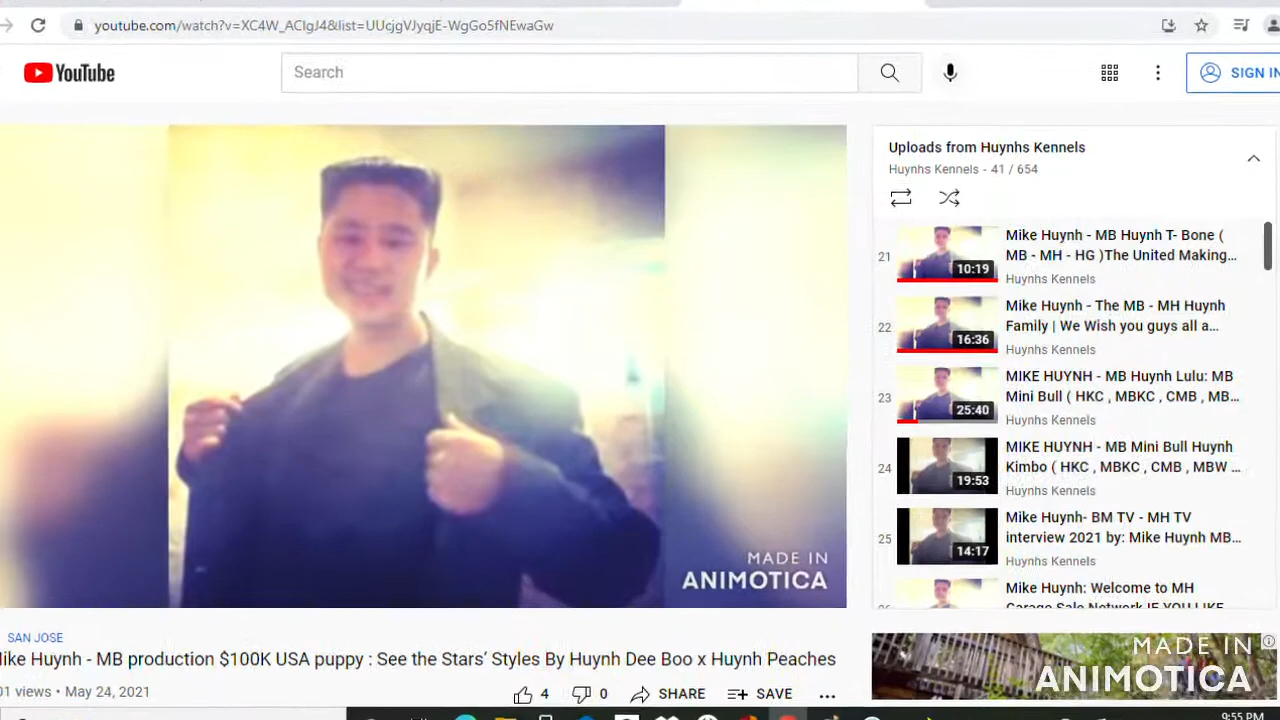 youtube.com/watch?v=XC4W_ACIgJ4&list=UUcjgVJyqjE-WgGo5fNEwaGw
YouTube
Search
SIGN IN
MADE IN
ANIMOTICA
SAN JOSE
ike Huynh - MB production $100K USA puppy : See the Stars' Styles By Huynh Dee Boo x Huynh Peaches
01 views • May 24, 2021
4
0
SHARE
SAVE
Uploads from Huynhs Kennels
Huynhs Kennels - 41 / 654
21
10:19
Mike Huynh - MB Huynh T- Bone (
MB - MH - HG )The United Making...
Huynhs Kennels
22
16:36
Mike Huynh - The MB - MH Huynh
Family | We Wish you guys all a...
Huynhs Kennels
23
25:40
MIKE HUYNH - MB Huynh Lulu: MB
Mini Bull ( HKC , MBKC , CMB , MB...
Huynhs Kennels
24
19:53
MIKE HUYNH - MB Mini Bull Huynh
Kimbo ( HKC , MBKC , CMB , MBW ...
Huynhs Kennels
25
14:17
Mike Huynh- BM TV - MH TV
interview 2021 by: Mike Huynh MB...
Huynhs Kennels
Mike Huynh: Welcome to MH
Garage Sale Network IF YOU LIKE
MADE IN
ANIMOTICA
9:55 PM